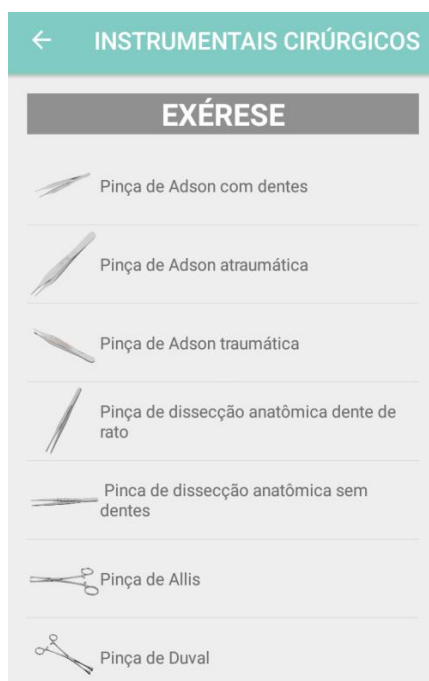 INSTRUMENTAIS CIRÚRGICOS
EXÉRESE
Pinça de Adson com dentes
Pinça de Adson atraumática
Pinça de Adson traumática
Pinça de dissecção anatômica dente de
rato
Pinca de dissecção anatômica sem
dentes
Pinça de Allis
Pinça de Duval